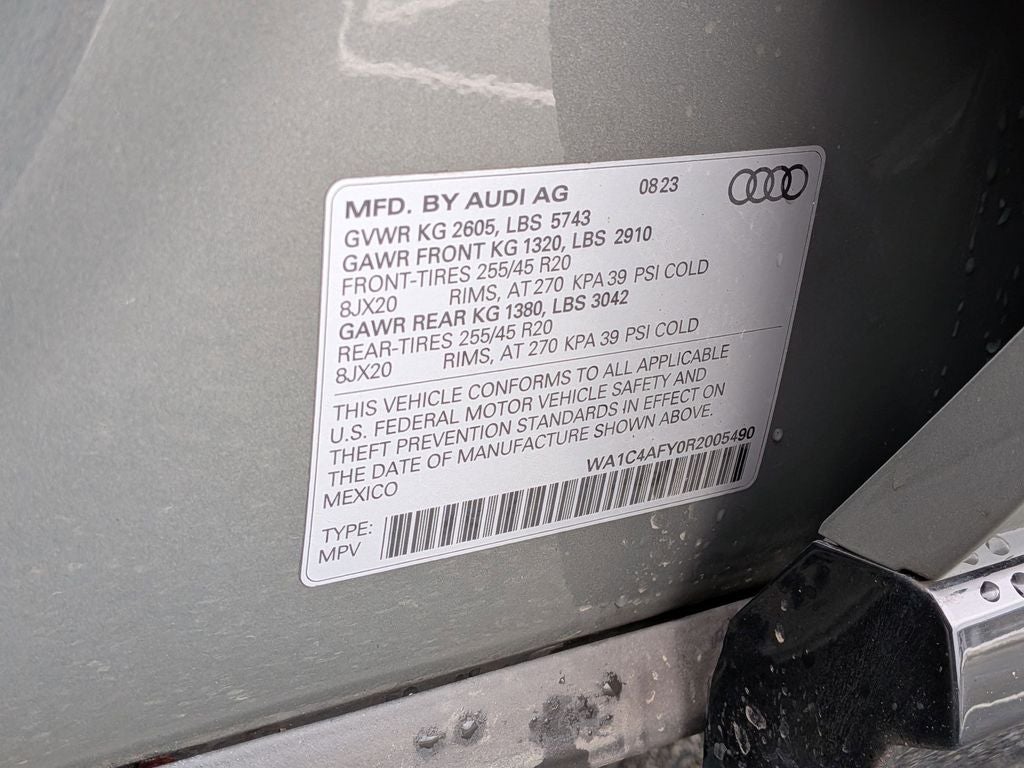 MFD. BY AUDI AG 08 23
GVWR KG 2605, LBS 5743
GAWR FRONT KG 1320, LBS 2910
FRONT-TIRES 255/45 R20
8JX20 RIMS, AT 270 KPA 39 PSI COLD
GAWR REAR KG 1380, LBS 3042
REAR-TIRES 255/45 R20
8JX20 RIMS, AT 270 KPA 39 PSI COLD
THIS VEHICLE CONFORMS TO ALL APPLICABLE
U.S. FEDERAL MOTOR VEHICLE SAFETY AND
THEFT PREVENTION STANDARDS IN EFFECT ON
THE DATE OF MANUFACTURE SHOWN ABOVE.
MEXICO WA1C4AFY0R2005490
TYPE:
MPV